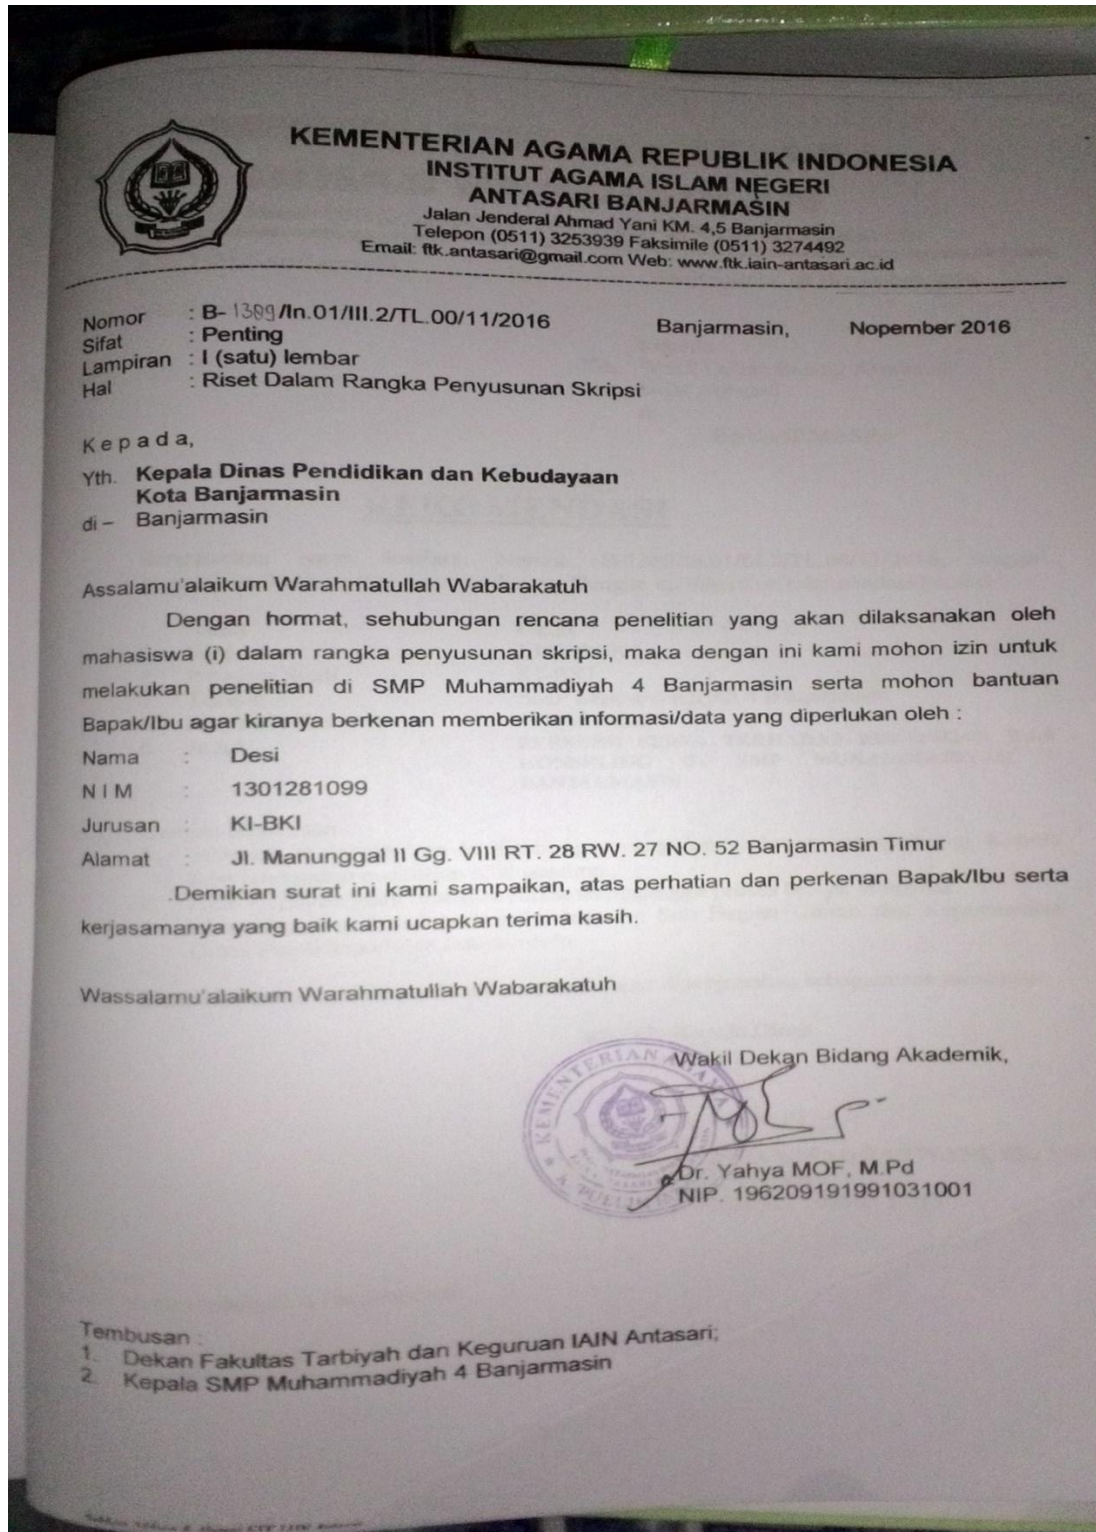 KEMENTERIAN AGAMA REPUBLIK INDONESIA
INSTITUT AGAMA ISLAM NEGERI
ANTASARI BANJARMASIN
Jalan Jenderal Ahmad Yani KM. 4,5 Banjarmasin
Telepon (0511) 3253939 Faksimile (0511) 3274492
Email: ftk.antasari@gmail.com Web: www.ftk.iain-antasari.ac.id
Nomor : B- 1389/In.01/III.2/TL.00/11/2016 Banjarmasin, Nopember 2016
Sifat : Penting
Lampiran : I (satu) lembar
Hal : Riset Dalam Rangka Penyusunan Skripsi
Kepada,
Yth. Kepala Dinas Pendidikan dan Kebudayaan
Kota Banjarmasin
di – Banjarmasin
Assalamu'alaikum Warahmatullah Wabarakatuh
Dengan hormat, sehubungan rencana penelitian yang akan dilaksanakan oleh
mahasiswa (i) dalam rangka penyusunan skripsi, maka dengan ini kami mohon izin untuk
melakukan penelitian di SMP Muhammadiyah 4 Banjarmasin serta mohon bantuan
Bapak/Ibu agar kiranya berkenan memberikan informasi/data yang diperlukan oleh :
Nama : Desi
N I M : 1301281099
Jurusan : KI-BKI
Alamat : Jl. Manunggal II Gg. VIII RT. 28 RW. 27 NO. 52 Banjarmasin Timur
.Demikian surat ini kami sampaikan, atas perhatian dan perkenan Bapak/Ibu serta
kerjasamanya yang baik kami ucapkan terima kasih.
Wassalamu'alaikum Warahmatullah Wabarakatuh
Wakil Dekan Bidang Akademik,
KEMENTERIAN AGAMA
Dr. Yahya MOF, M.Pd
NIP. 196209191991031001
Tembusan :
1. Dekan Fakultas Tarbiyah dan Keguruan IAIN Antasari;
2. Kepala SMP Muhammadiyah 4 Banjarmasin